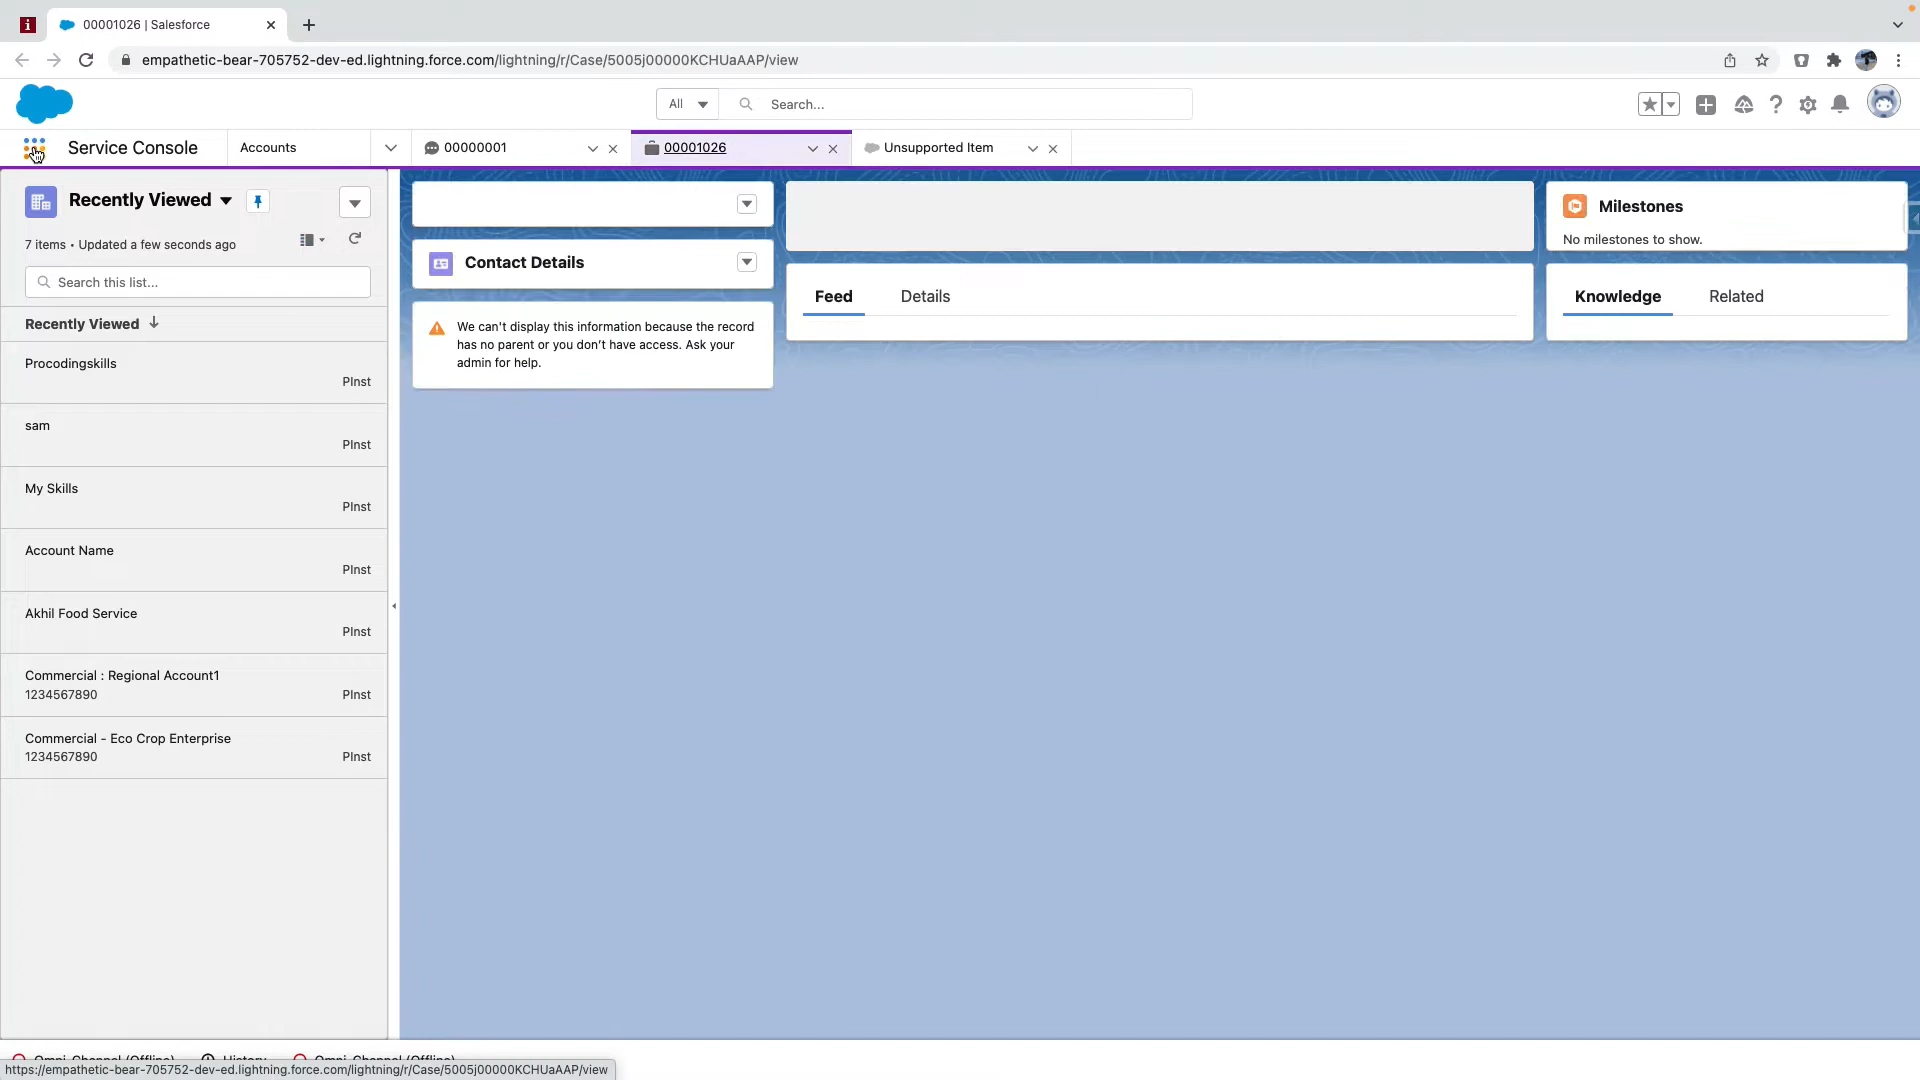 00001026 | Salesforce
empathetic-bear-705752-dev-ed.lightning.force.com/lightning/r/Case/5005j00000KCHUaAAP/view
All
Search...
Service Console
Accounts
00000001
00001026
Unsupported Item
Recently Viewed
7 items • Updated a few seconds ago
Search this list...
Recently Viewed
Procodingskills
PInst
sam
PInst
My Skills
PInst
Account Name
PInst
Akhil Food Service
PInst
Commercial : Regional Account1
1234567890
PInst
Commercial - Eco Crop Enterprise
1234567890
PInst
Contact Details
We can't display this information because the record
has no parent or you don't have access. Ask your
admin for help.
Feed
Details
Milestones
No milestones to show.
Knowledge
Related
Omni-Channel (Offline)
History
Omni-Channel (Offline)
https://empathetic-bear-705752-dev-ed.lightning.force.com/lightning/r/Case/5005j00000KCHUaAAP/view